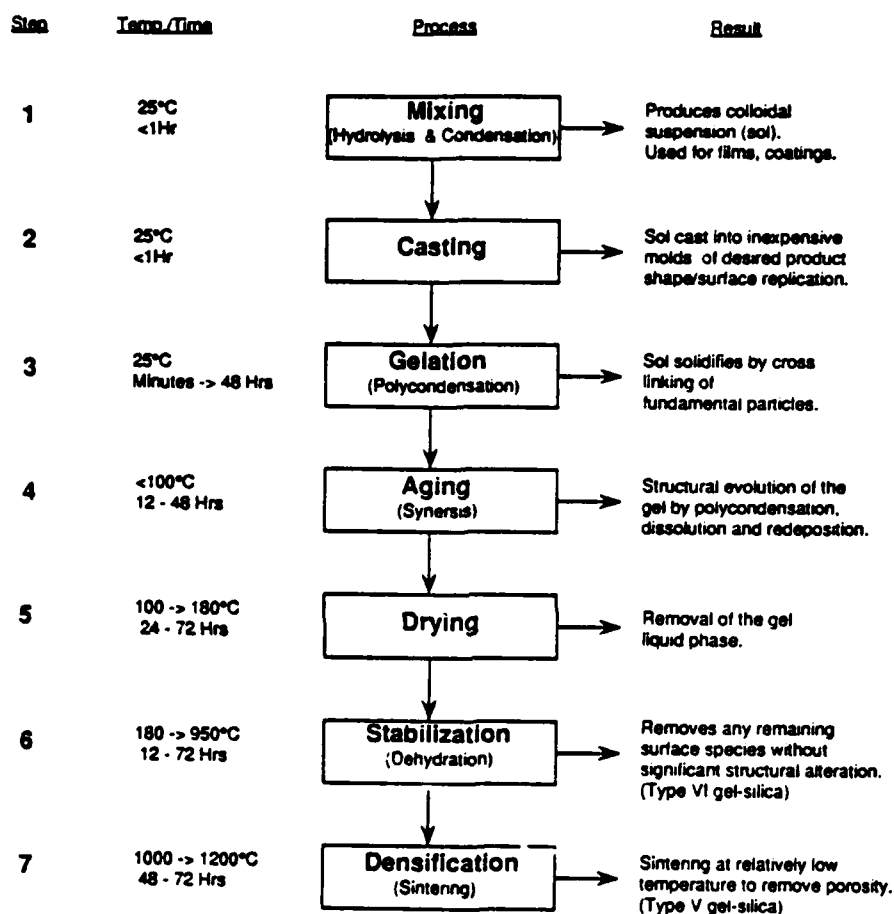 Step Temp./Time Process Result
1
25°C
<1Hr
Mixing
(Hydrolysis & Condensation)
Produces colloidal
suspension (sol).
Used for films, coatings.
2
25°C
<1Hr
Casting
Sol cast into inexpensive
molds of desired product
shape/surface replication.
3
25°C
Minutes -> 48 Hrs
Gelation
(Polycondensation)
Sol solidifies by cross
linking of
fundamental particles.
4
<100°C
12 - 48 Hrs
Aging
(Synersis)
Structural evolution of the
gel by polycondensation,
dissolution and redeposition.
5
100 -> 180°C
24 - 72 Hrs
Drying
Removal of the gel
liquid phase.
6
180 -> 950°C
12 - 72 Hrs
Stabilization
(Dehydration)
Removes any remaining
surface species without
significant structural alteration.
(Type VI gel-silica)
7
1000 -> 1200°C
48 - 72 Hrs
Densification
(Sintering)
Sintering at relatively low
temperature to remove porosity.
(Type V gel-silica)